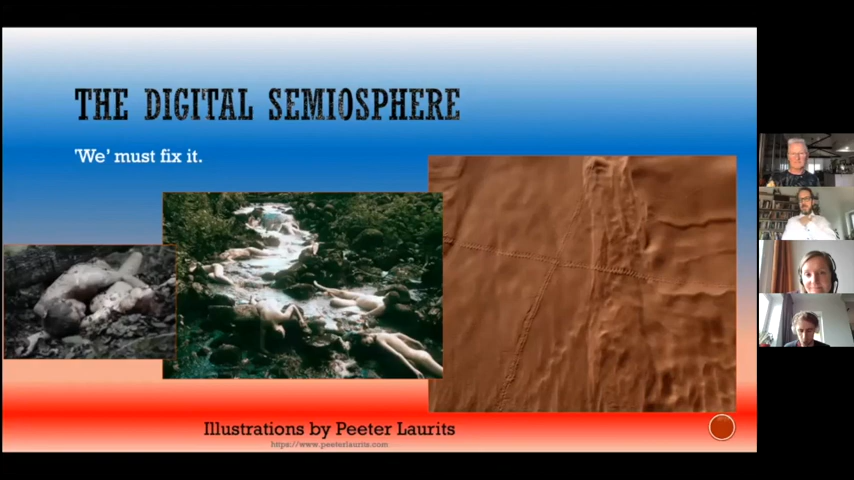 THE DIGITAL SEMIOSPHERE
'We' must fix it.
Illustrations by Peeter Laurits
https://www.peeterlaurits.com